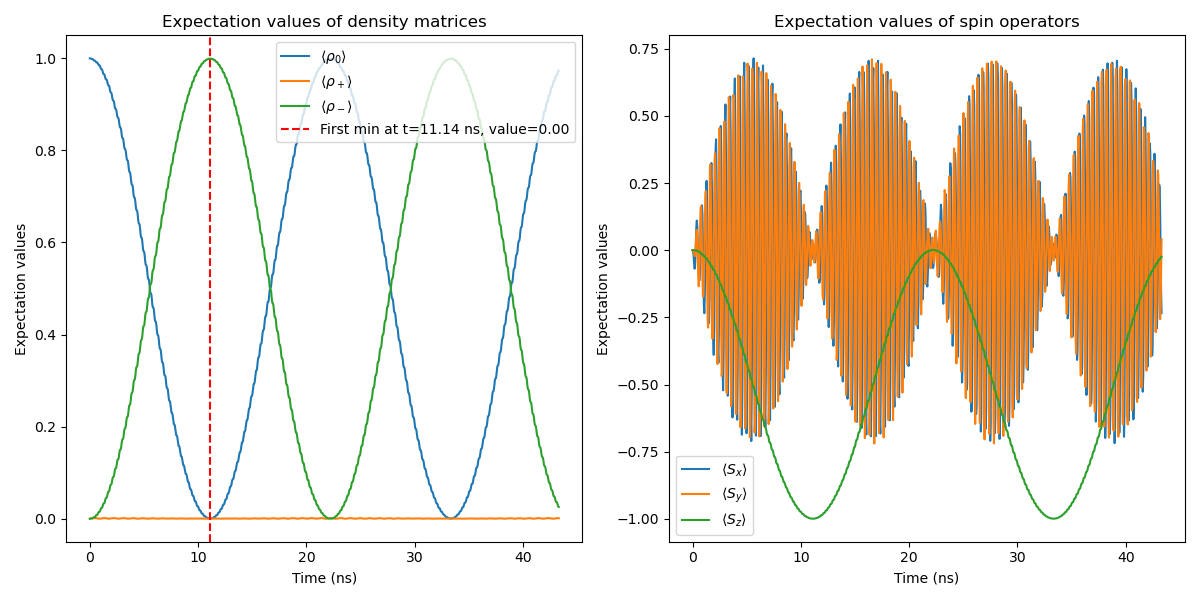 Expectation values of density matrices
Expectation values
1.0
0.8
0.6
0.4
0.2
0.0
⟨ρ₀⟩
⟨ρ₊⟩
⟨ρ₋⟩
First min at t=11.14 ns, value=0.00
0 10 20 30 40
Time (ns)
Expectation values of spin operators
Expectation values
0.75
0.50
0.25
0.00
−0.25
−0.50
−0.75
−1.00
⟨Sₓ⟩
⟨S_y⟩
⟨S_z⟩
0 10 20 30 40
Time (ns)